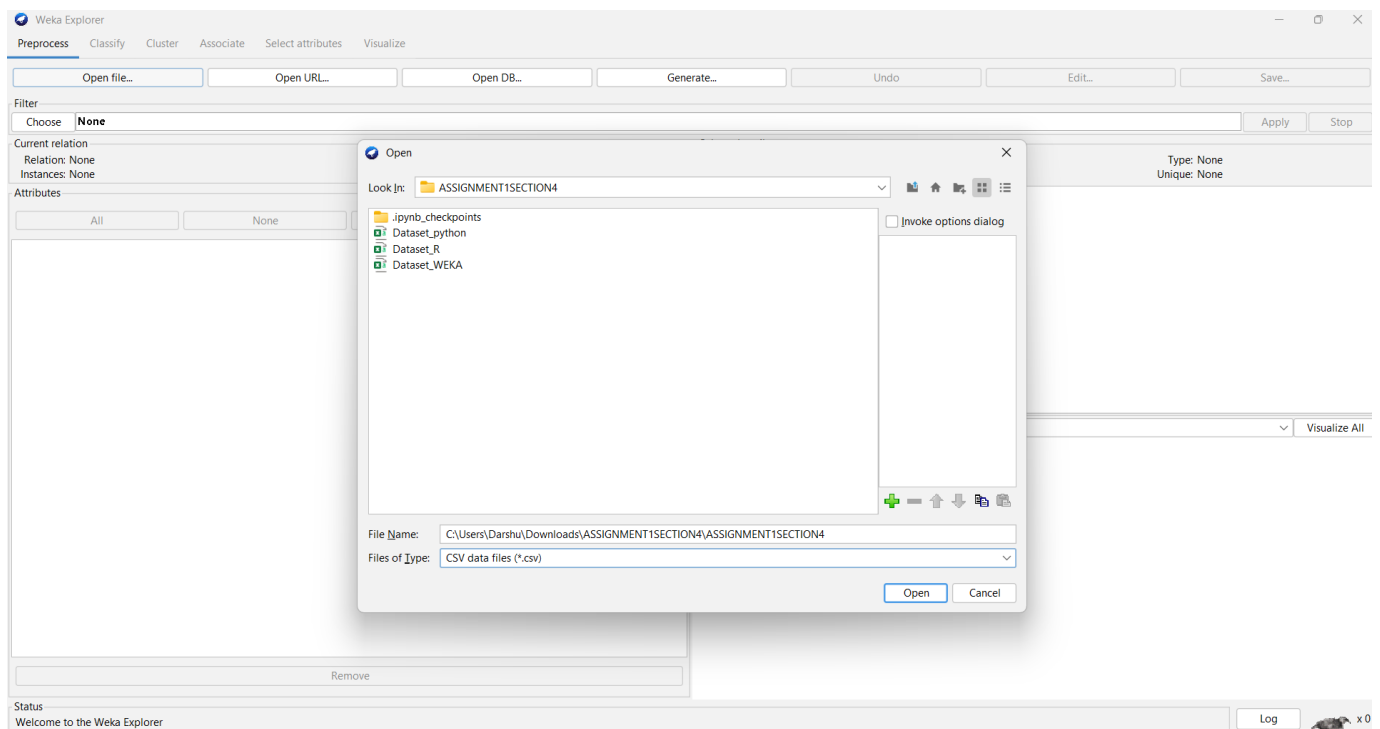 Weka Explorer
Preprocess Classify Cluster Associate Select attributes Visualize
Open file... Open URL... Open DB... Generate... Undo Edit... Save...
Filter
Choose None Apply Stop
Current relation
Relation: None
Instances: None
Type: None
Unique: None
Attributes
All None
Open
Look In: ASSIGNMENT1SECTION4
.ipynb_checkpoints
Dataset_python
Dataset_R
Dataset_WEKA
Invoke options dialog
File Name: C:\Users\Darshu\Downloads\ASSIGNMENT1SECTION4\ASSIGNMENT1SECTION4
Files of Type: CSV data files (*.csv)
Open Cancel
Visualize All
Remove
Status
Welcome to the Weka Explorer
Log x 0